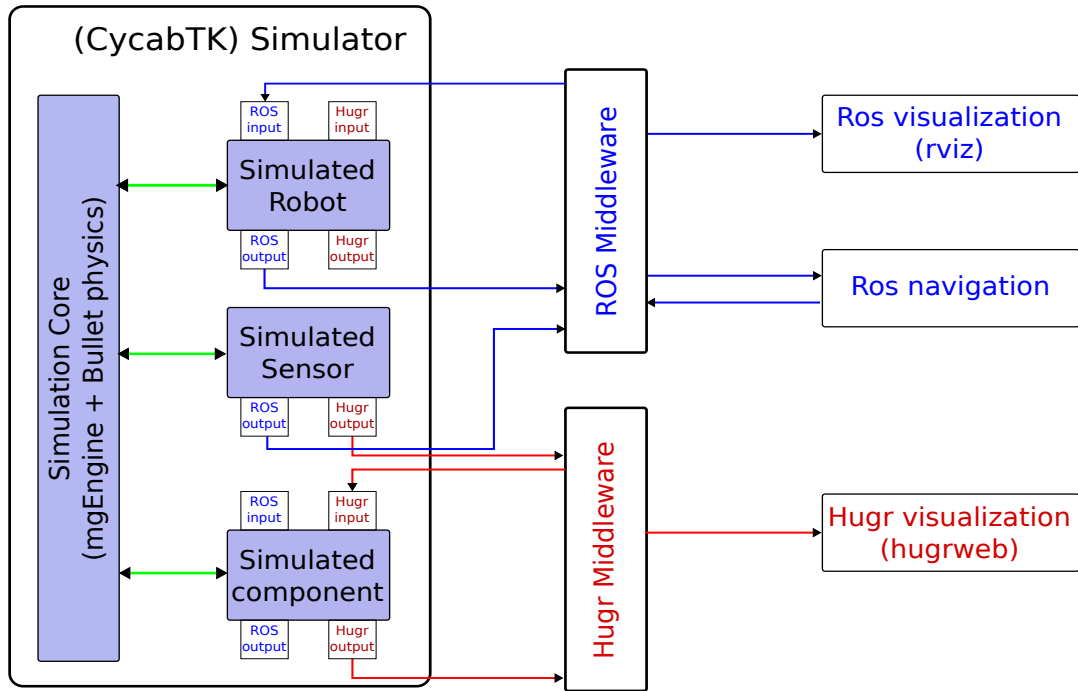 (CycabTK) Simulator
Simulation Core
(mgEngine + Bullet physics)
ROS
input
Hugr
input
Simulated
Robot
ROS
output
Hugr
output
Simulated
Sensor
ROS
output
Hugr
output
ROS
input
Hugr
input
Simulated
component
ROS
output
Hugr
output
ROS Middleware
Hugr Middleware
Ros visualization
(rviz)
Ros navigation
Hugr visualization
(hugrweb)